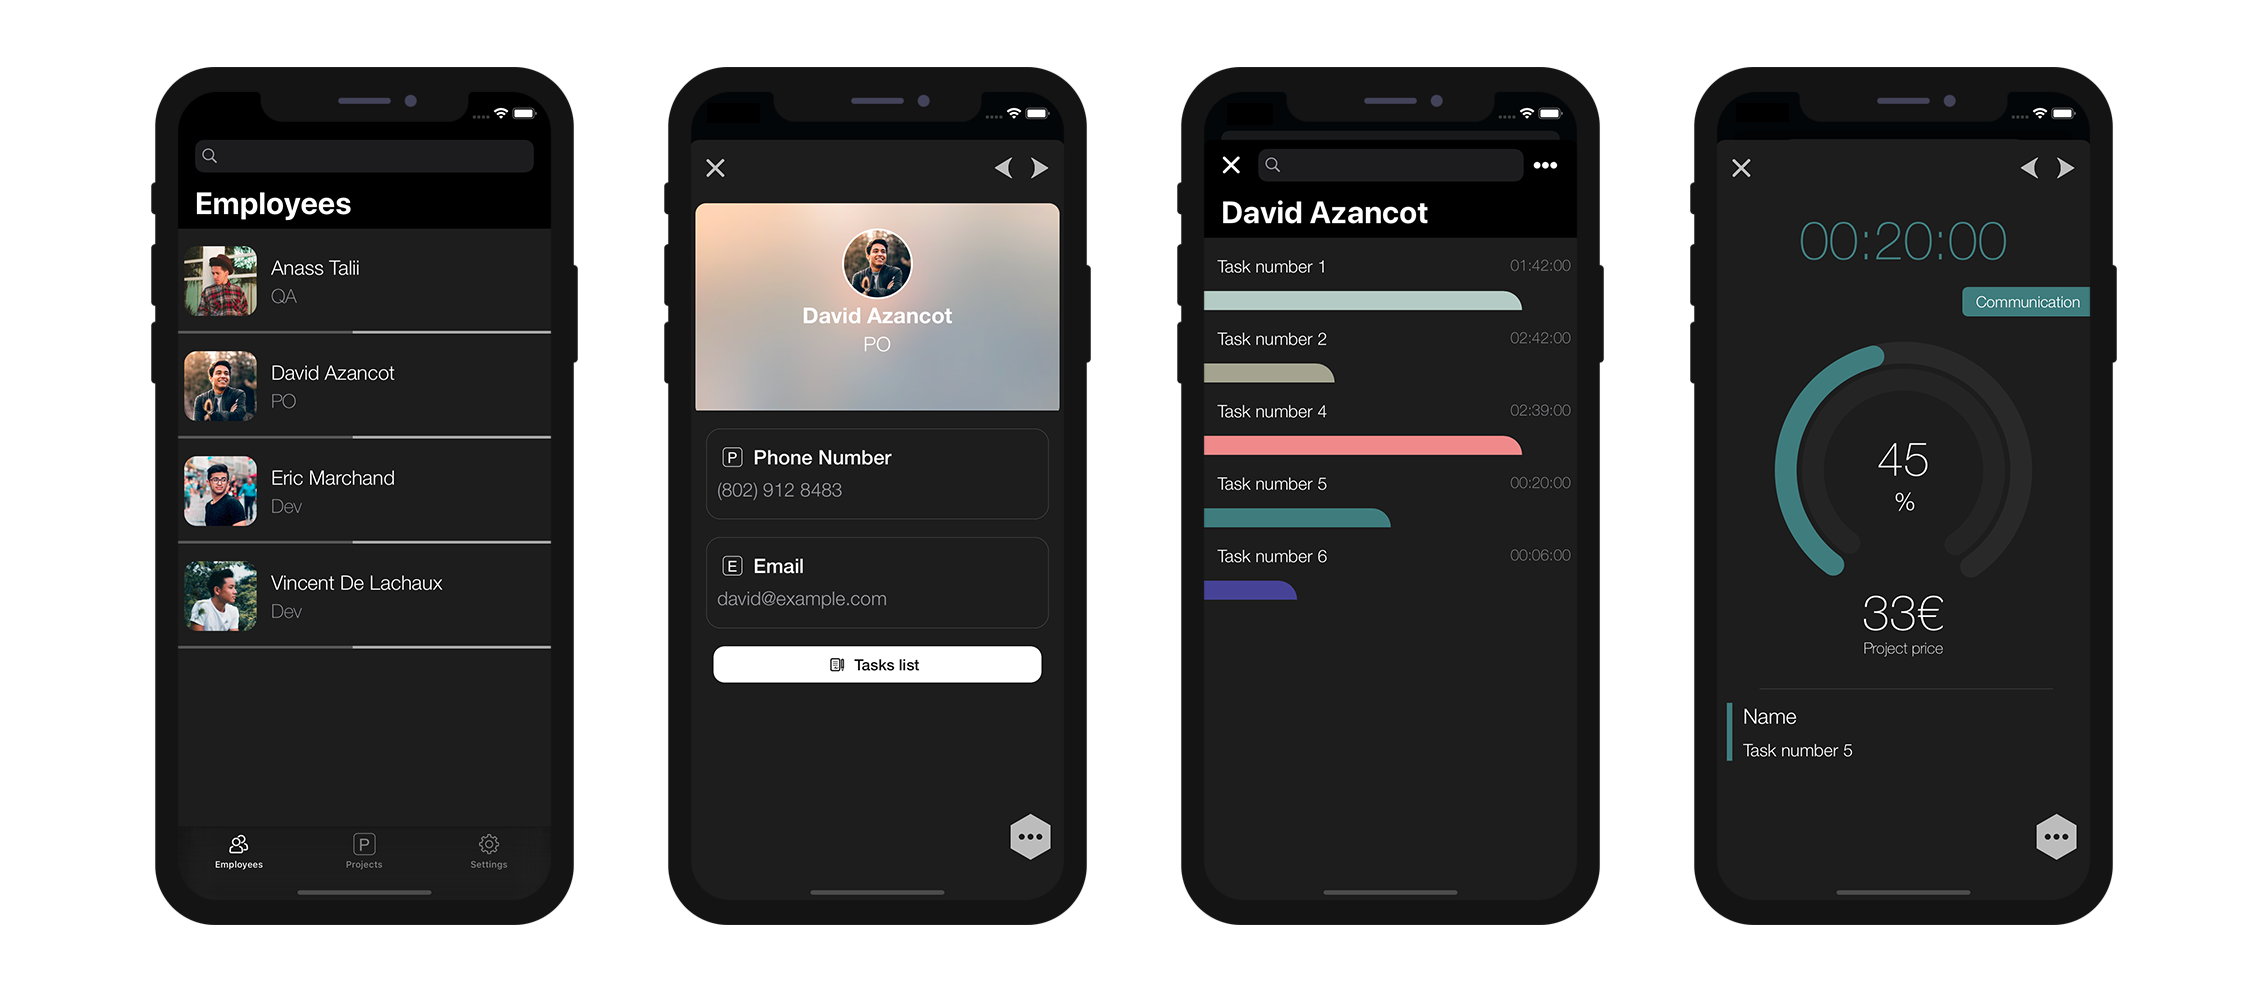 Employees
Anass Talii
QA
David Azancot
PO
Eric Marchand
Dev
Vincent De Lachaux
Dev
P
Employees
Projects
Settings
David Azancot
PO
P Phone Number
(802) 912 8483
E Email
david@example.com
Tasks list
David Azancot
Task number 1 01:42:00
Task number 2 02:42:00
Task number 4 02:39:00
Task number 5 00:20:00
Task number 6 00:06:00
00:20:00
Communication
45
%
33€
Project price
Name
Task number 5